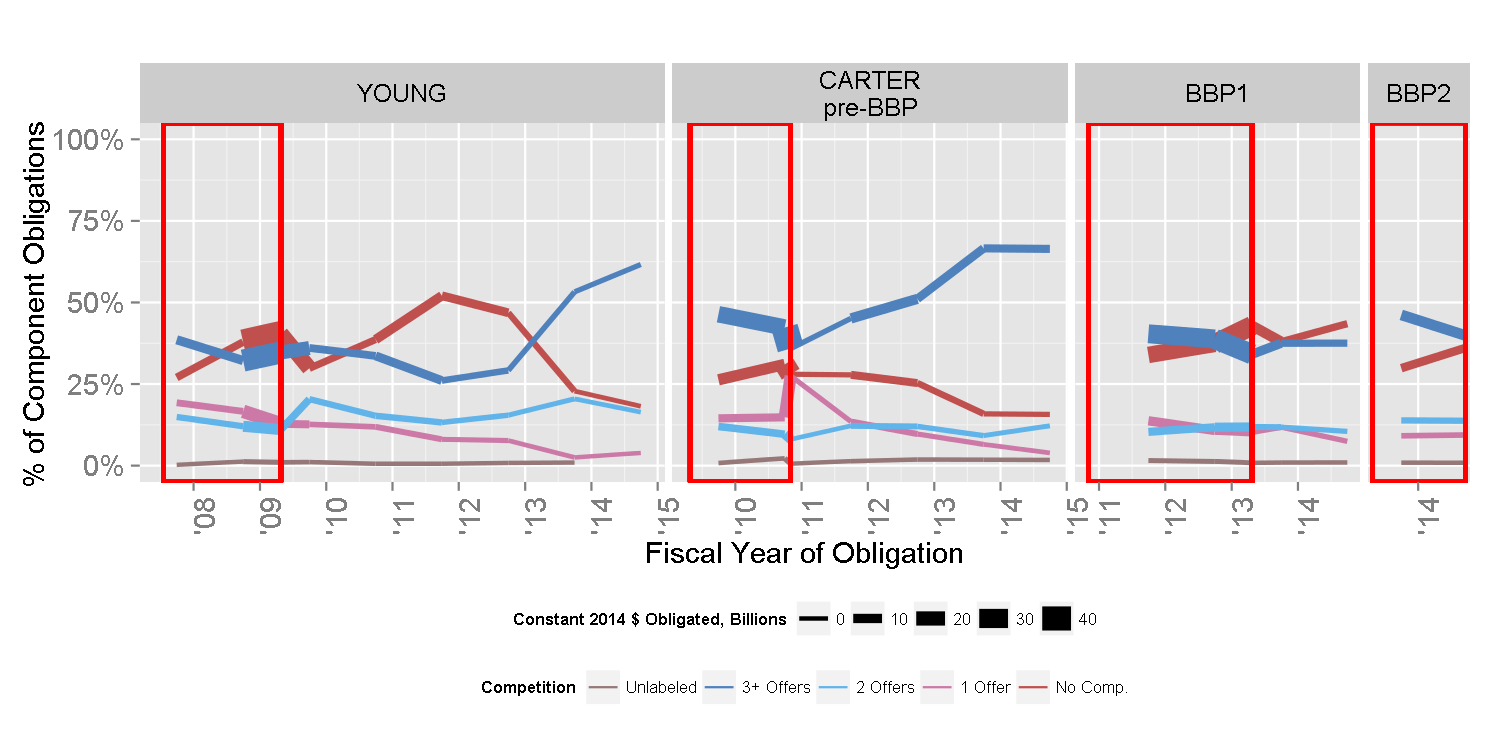 YOUNG
CARTER
pre-BBP
BBP1
BBP2
% of Component Obligations
100%
75%
50%
25%
0%
'08 '09 '10 '11 '12 '13 '14 '15
'10 '11 '12 '13 '14 '15
'11 '12 '13 '14
'14
Fiscal Year of Obligation
Constant 2014 $ Obligated, Billions 0 10 20 30 40
Competition Unlabeled 3+ Offers 2 Offers 1 Offer No Comp.